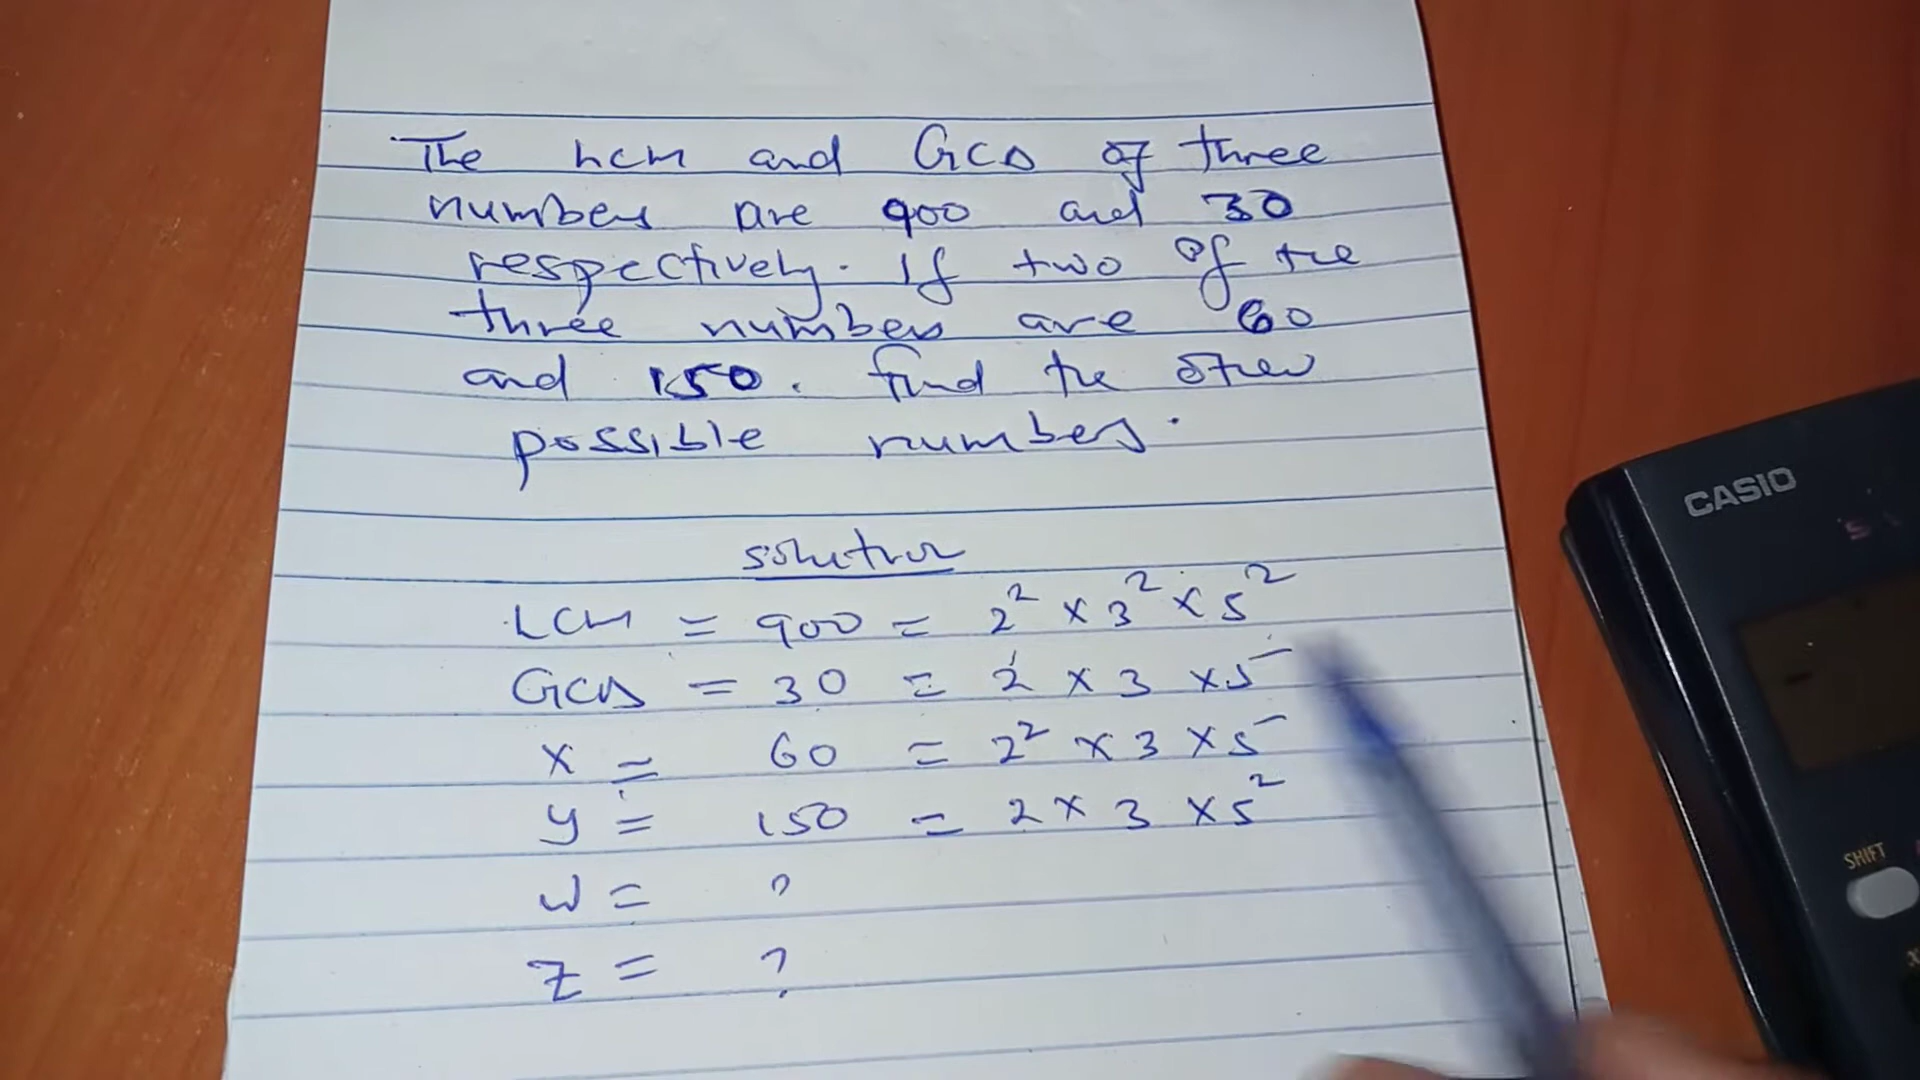 The LCM and GCD of three
numbers are 900 and 30
respectively. If two of the
three numbers are 60
and 150. find the other
possible numbers.
solution
LCM = 900 = 2² x 3² x 5²
GCD = 30 = 2 x 3 x 5
x = 60 = 2² x 3 x 5
y = 150 = 2 x 3 x 5²
w = ?
z = ?
CASIO
SHIFT